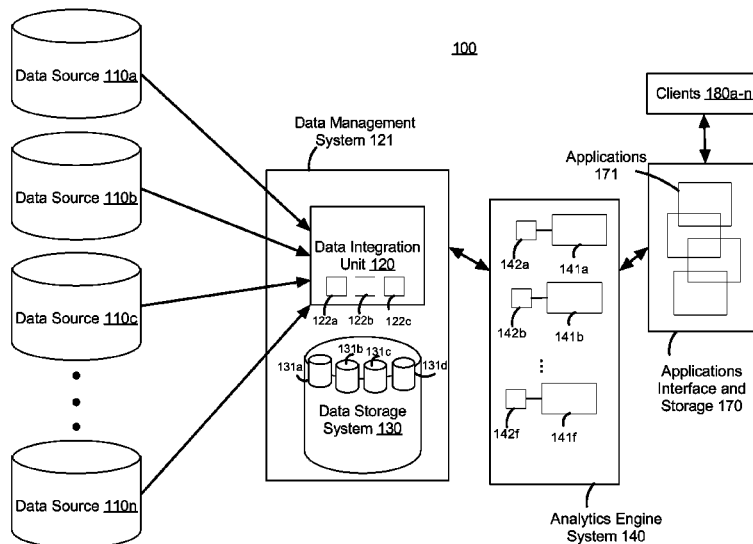 100
Data Source 110a
Data Source 110b
Data Source 110c
Data Source 110n
Data Management
System 121
Data Integration
Unit 120
122a
122b
122c
131a
131b
131c
131d
Data Storage
System 130
142a
141a
142b
141b
...
142f
141f
Analytics Engine
System 140
Clients 180a-n
Applications
171
Applications
Interface and
Storage 170